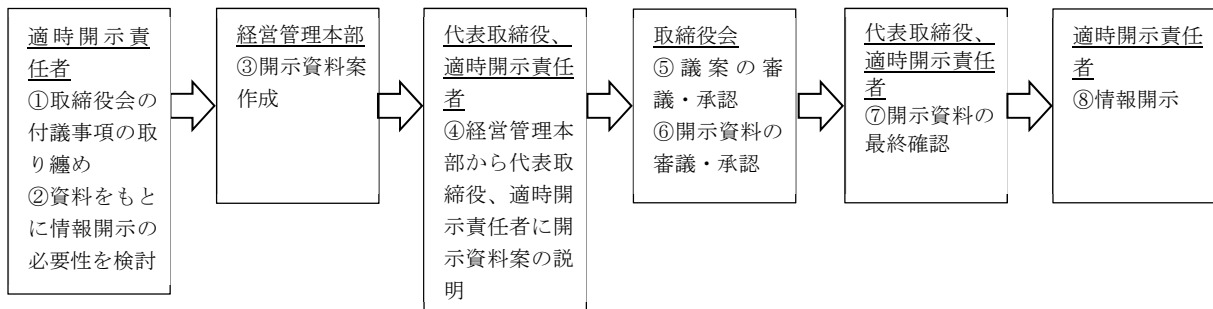 適時開示責
任者
①取締役会の
付議事項の取
り纏め
②資料をもと
に情報開示の
必要性を検討
経営管理本部
③開示資料案
作成
代表取締役、
適時開示責任
者
④経営管理本
部から代表取
締役、適時開
示責任者に開
示資料案の説
明
取締役会
⑤議案の審
議・承認
⑥開示資料の
審議・承認
代表取締役、
適時開示責任
者
⑦開示資料の
最終確認
適時開示責任
者
⑧情報開示